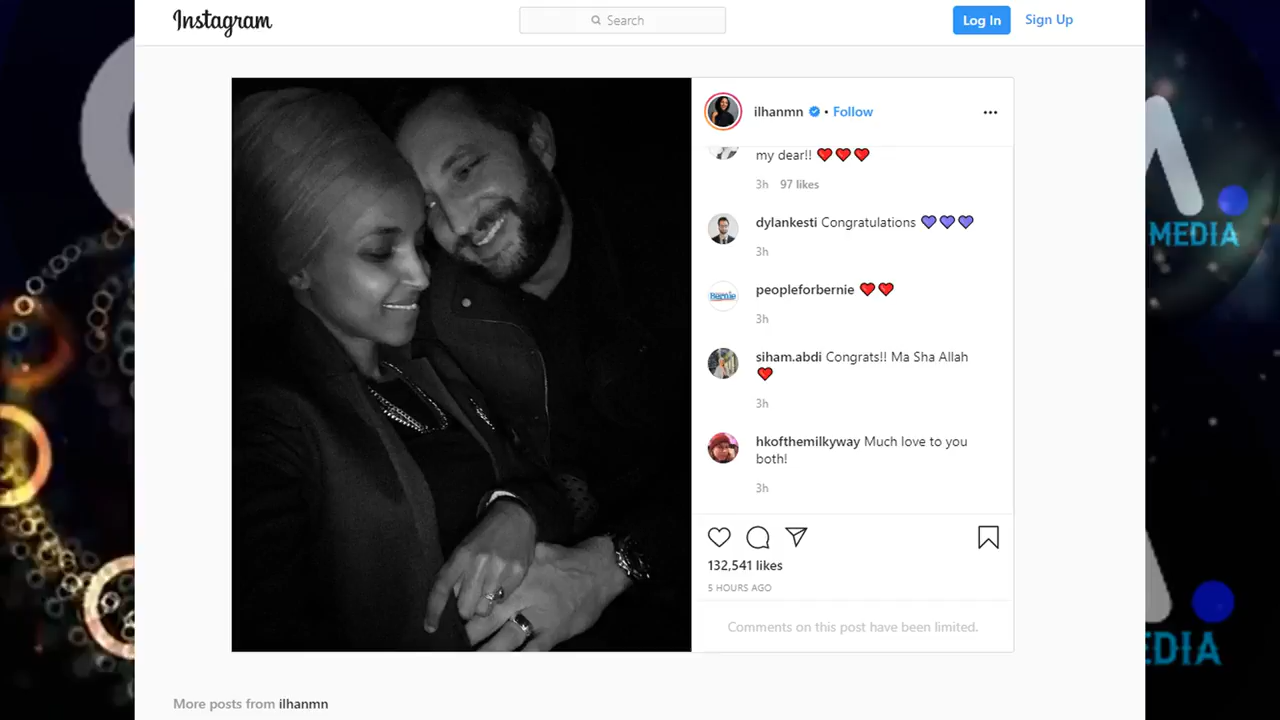 Instagram
Search
Log In
Sign Up
ilhanmn • Follow
my dear!! ❤️❤️❤️
3h 97 likes
dylankesti Congratulations 💜💜💜
3h
peopleforbernie ❤️❤️
3h
Bernie
siham.abdi Congrats!! Ma Sha Allah
❤️
3h
hkofthemilkyway Much love to you
both!
3h
132,541 likes
5 HOURS AGO
Comments on this post have been limited.
More posts from ilhanmn
MEDIA
EDIA